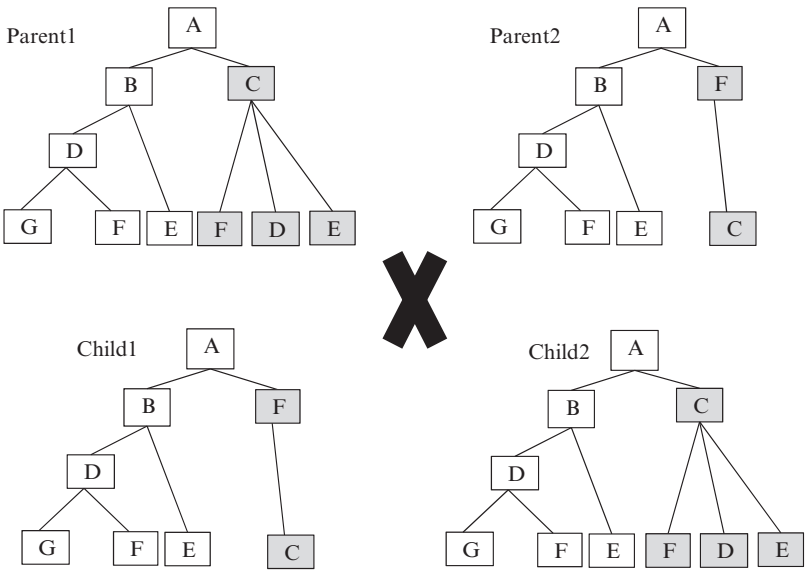 Parent1
A
B C
D
G F E F D E
Parent2
A
B F
D
G F E C
X
Child1
A
B F
D
G F E C
Child2
A
B C
D
G F E F D E